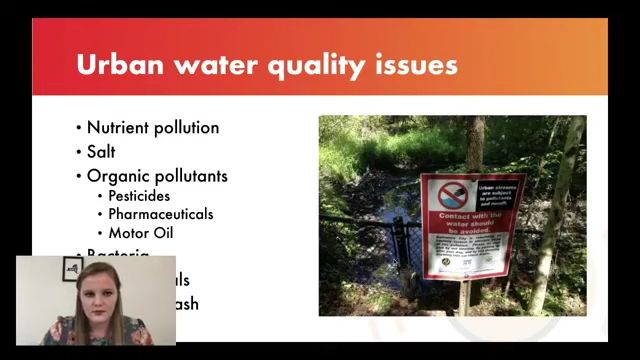 Urban water quality issues
• Nutrient pollution
• Salt
• Organic pollutants
• Pesticides
• Pharmaceuticals
• Motor Oil
• Bacteria
Urban streams
are subject
to pollutants
and runoff.
Contact with the
water should
be avoided.